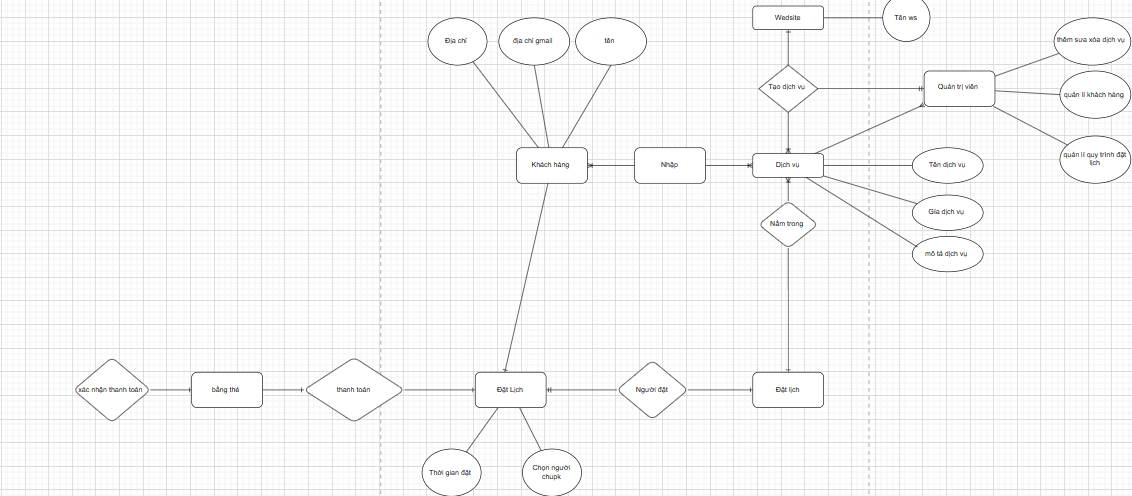 Wedsite
Tên ws
Địa chỉ
địa chỉ gmail
tên
thêm sưa xóa dịch vụ
Tạo dịch vụ
Quản trị viên
quản lí khách hàng
Khách hàng
Nhập
Dịch vụ
Tên dịch vụ
quản lí quy trình đặt
lịch
Gía dịch vụ
Nằm trong
mô tả dịch vụ
xác nhận thanh toán
bằng thẻ
thanh toán
Đặt Lịch
Người đặt
Đặt lịch
Thời gian đặt
Chọn người
chupk